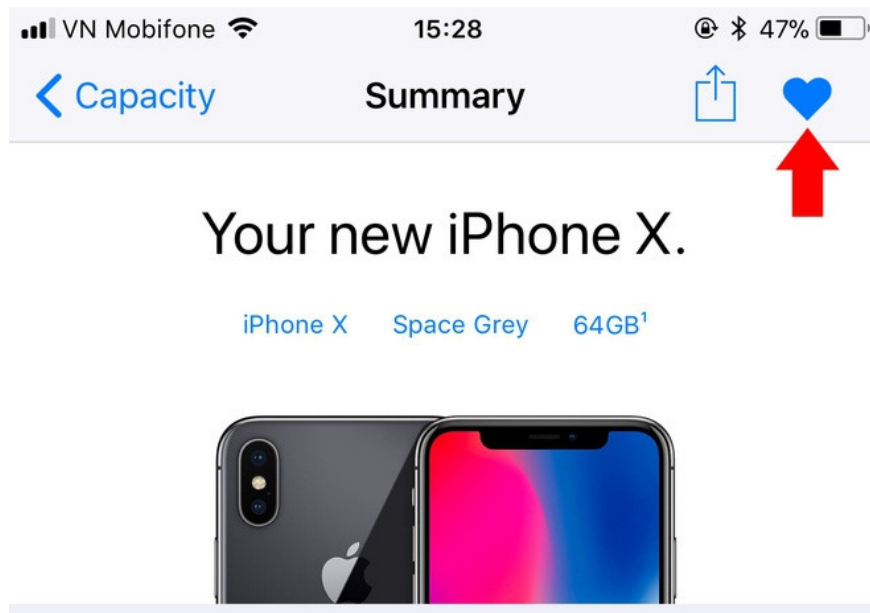 VN Mobifone 15:28 47%
Capacity Summary
Your new iPhone X.
iPhone X Space Grey 64GB¹